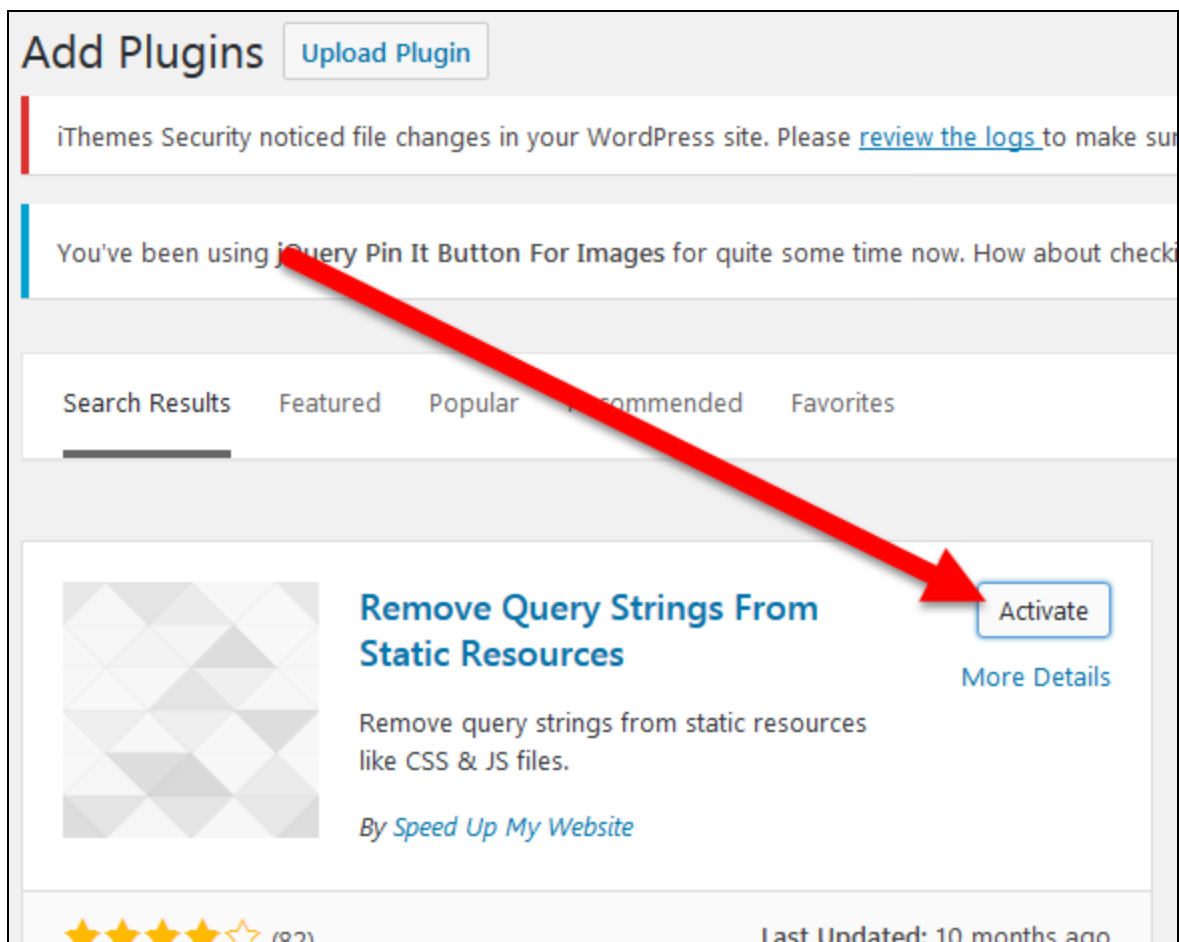 Add Plugins Upload Plugin
iThemes Security noticed file changes in your WordPress site. Please review the logs to make sur
You've been using jQuery Pin It Button For Images for quite some time now. How about checki
Search Results Featured Popular Recommended Favorites
Remove Query Strings From
Static Resources
Activate
More Details
Remove query strings from static resources
like CSS & JS files.
By Speed Up My Website
(82)
Last Updated: 10 months ago